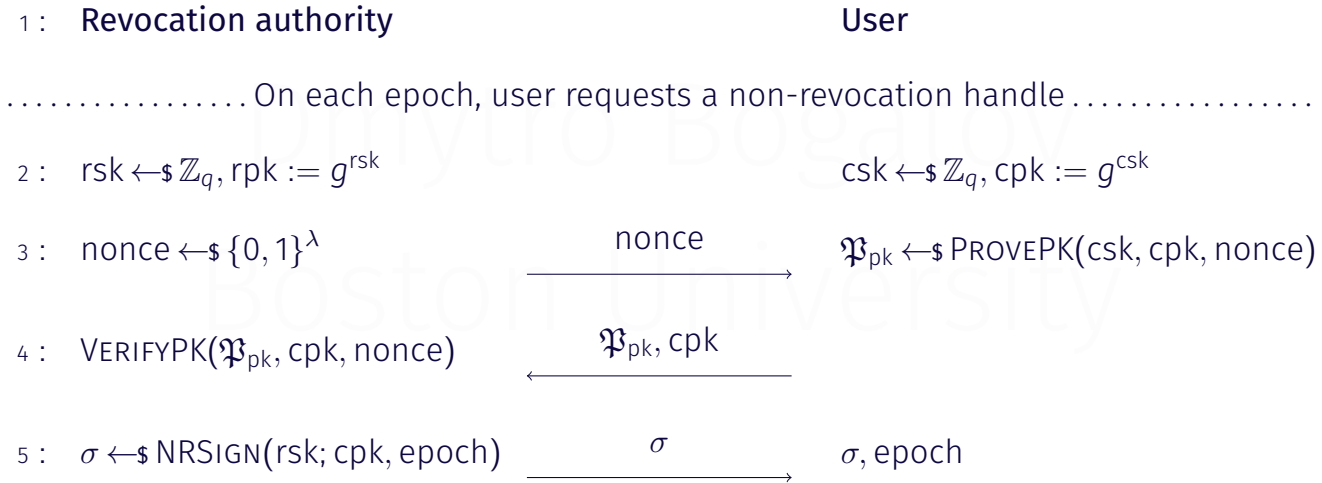 1 : Revocation authority User
. . . . . . . . . . . . . . . . . On each epoch, user requests a non-revocation handle . . . . . . . . . . . . . . . . .
2 : rsk ←$ ℤ_q, rpk := g^rsk csk ←$ ℤ_q, cpk := g^csk
3 : nonce ←$ {0, 1}^λ nonce 𝔓_pk ←$ PROVEPK(csk, cpk, nonce)
4 : VERIFYPK(𝔓_pk, cpk, nonce) 𝔓_pk, cpk
5 : σ ←$ NRSIGN(rsk; cpk, epoch) σ σ, epoch
Dmytro Bogatov
Boston University